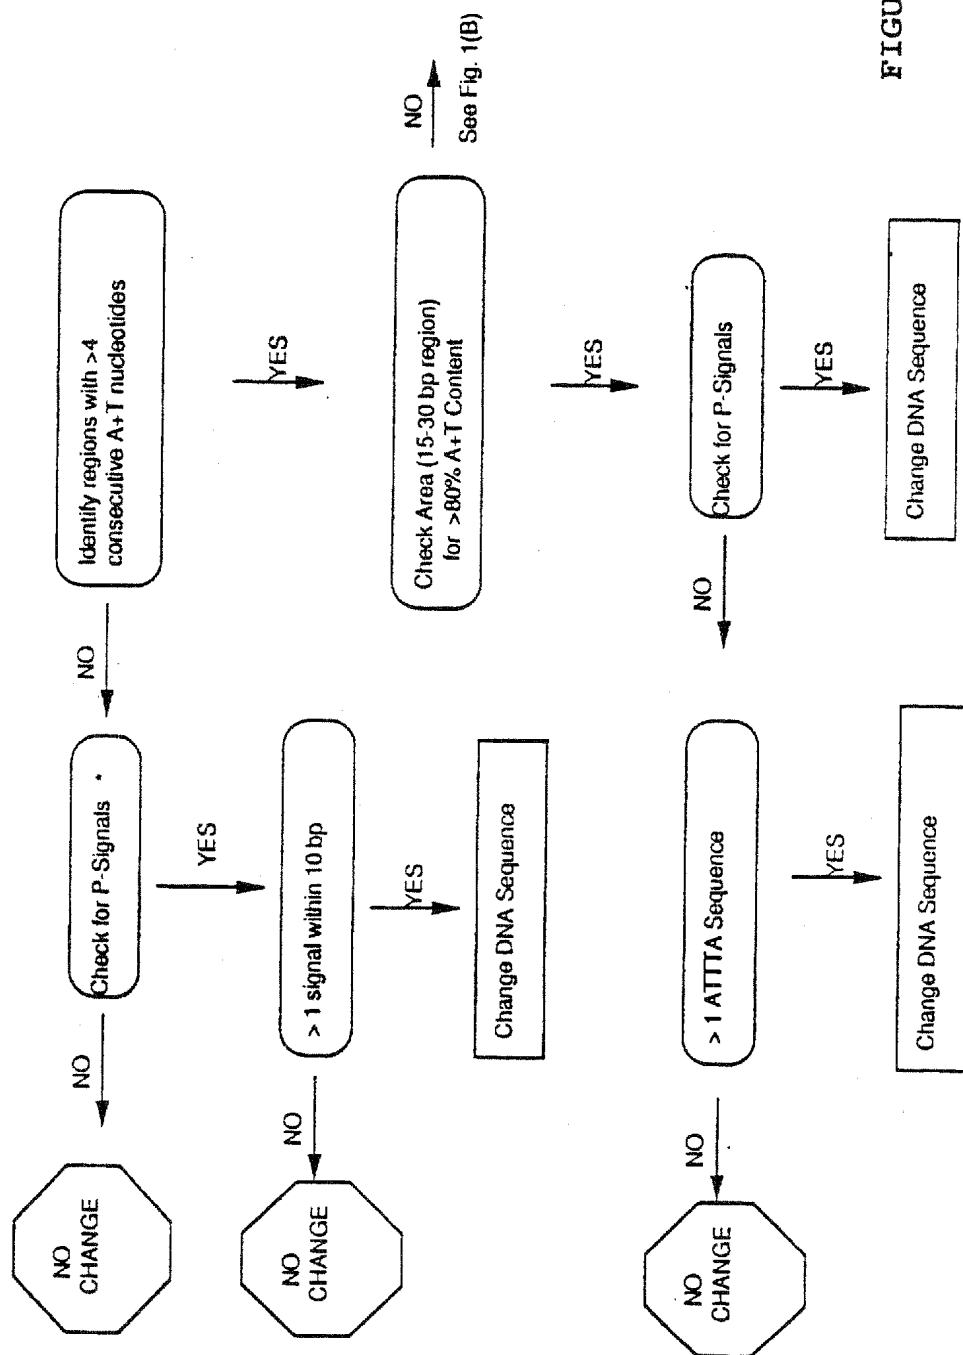 Identify regions with >4
consecutive A+T nucleotides
NO
Check for P-Signals *
NO
NO
CHANGE
YES
YES
> 1 signal within 10 bp
NO
NO
CHANGE
YES
Change DNA Sequence
Check Area (15-30 bp region)
for >80% A+T Content
NO
See Fig. 1(B)
YES
Check for P-Signals
NO
YES
Change DNA Sequence
> 1 ATTTA Sequence
NO
NO
CHANGE
YES
Change DNA Sequence